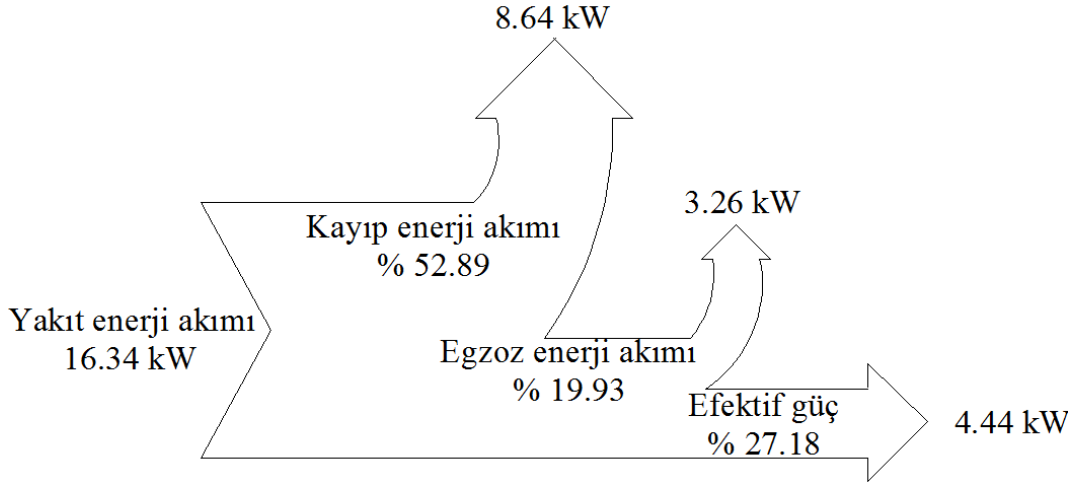 8.64 kW
3.26 kW
Kayıp enerji akımı
% 52.89
Yakıt enerji akımı
16.34 kW
Egzoz enerji akımı
% 19.93
Efektif güç
% 27.18
4.44 kW